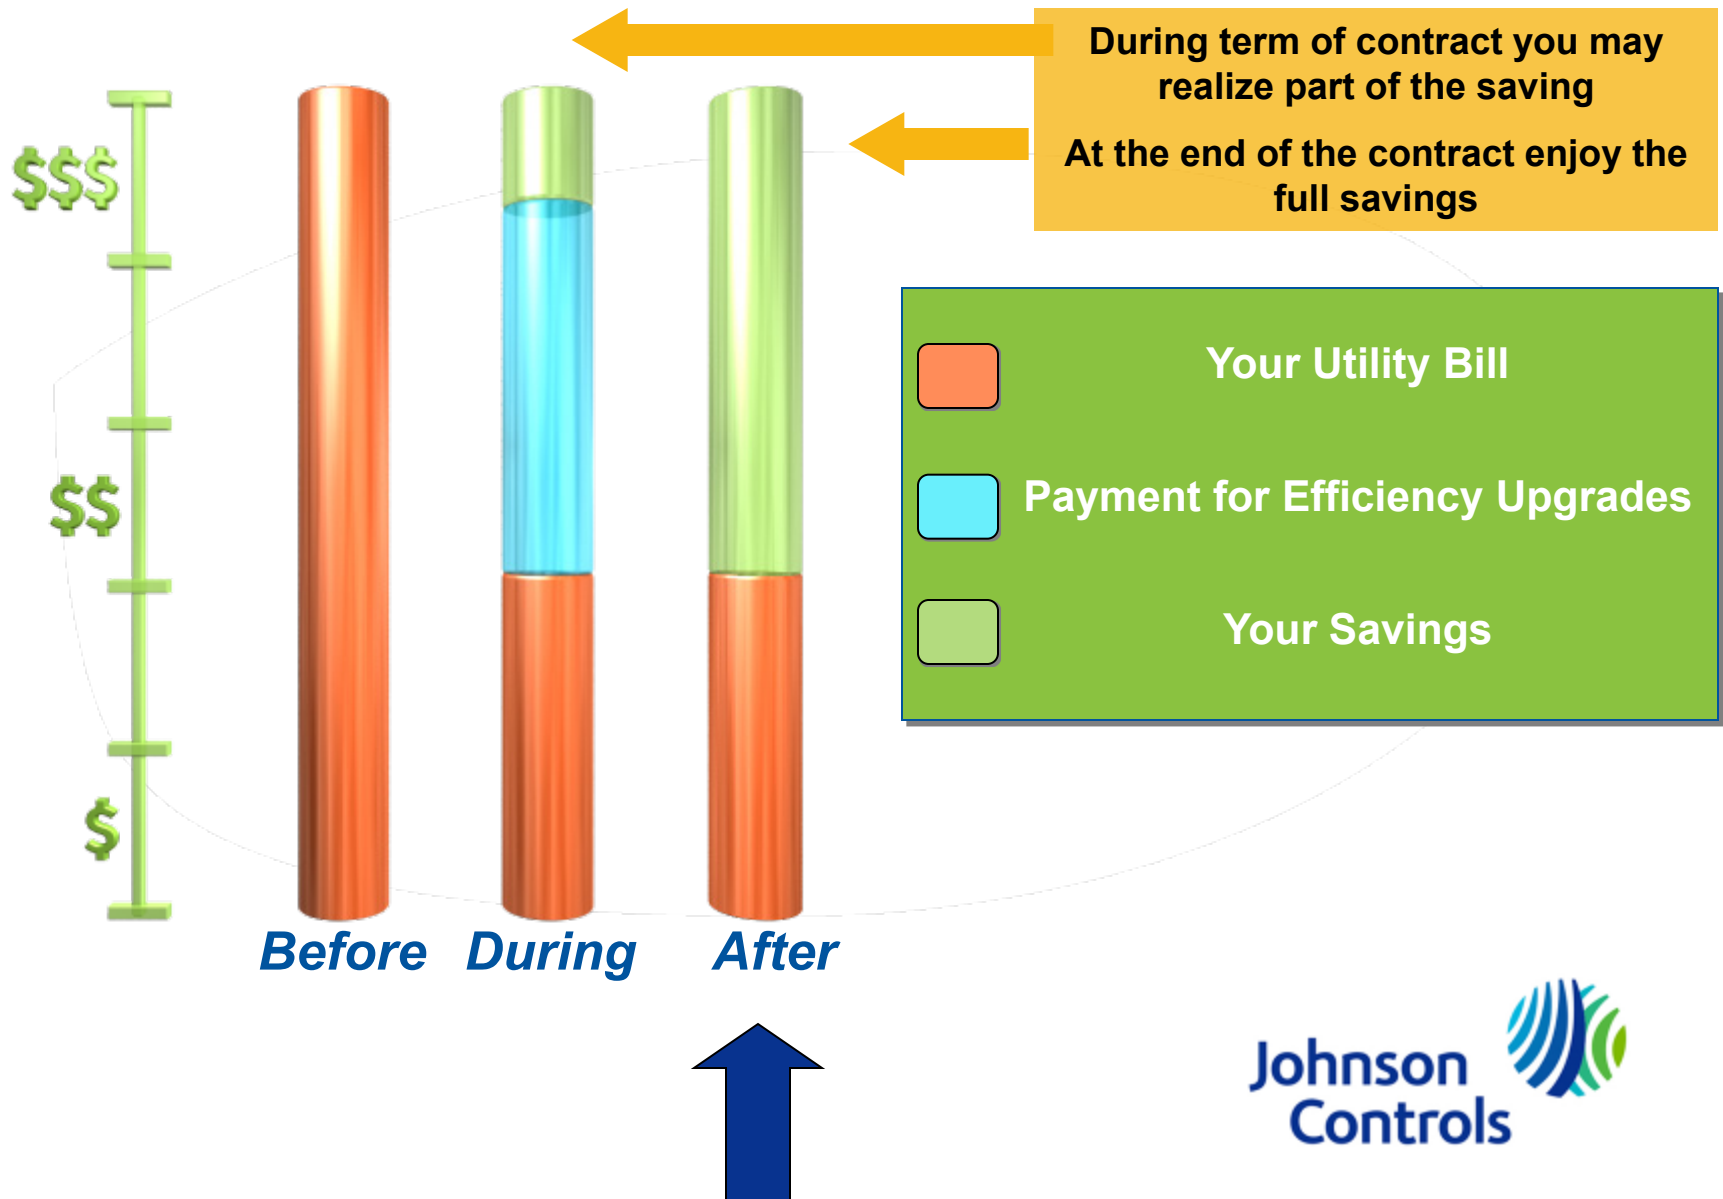 During term of contract you may
realize part of the saving
At the end of the contract enjoy the
full savings
$$$
$$
$
Your Utility Bill
Payment for Efficiency Upgrades
Your Savings
Before During After
Johnson
Controls